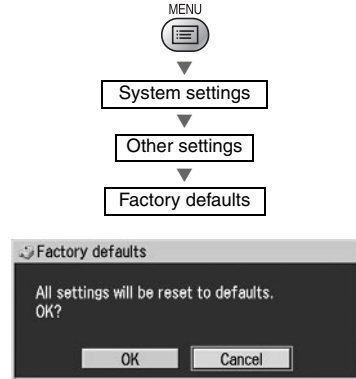 MENU
System settings
Other settings
Factory defaults
Factory defaults
All settings will be reset to defaults.
OK?
OK Cancel